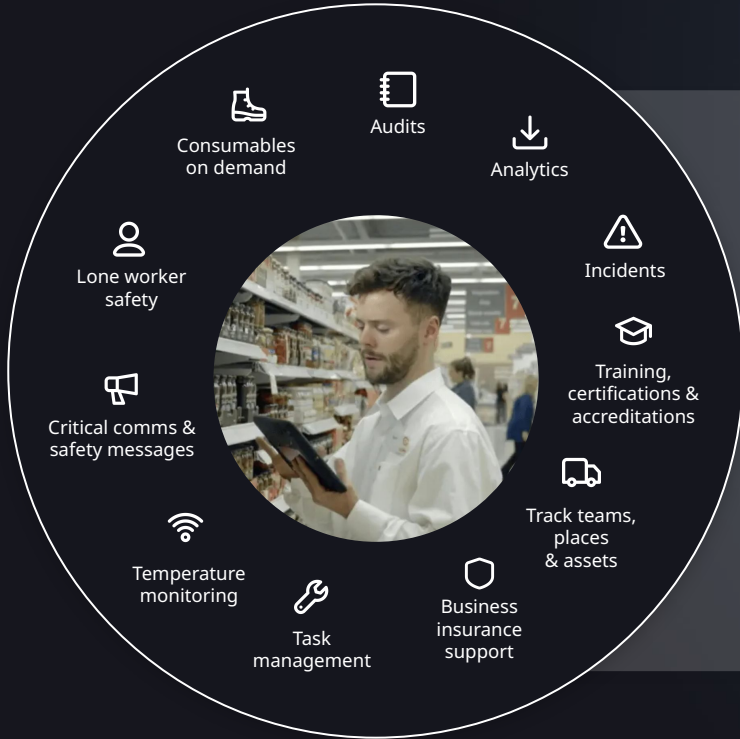 Audits
Consumables
on demand
Analytics
Incidents
Training,
certifications &
accreditations
Track teams,
places
& assets
Business
insurance
support
Task
management
Temperature
monitoring
Critical comms &
safety messages
Lone worker
safety